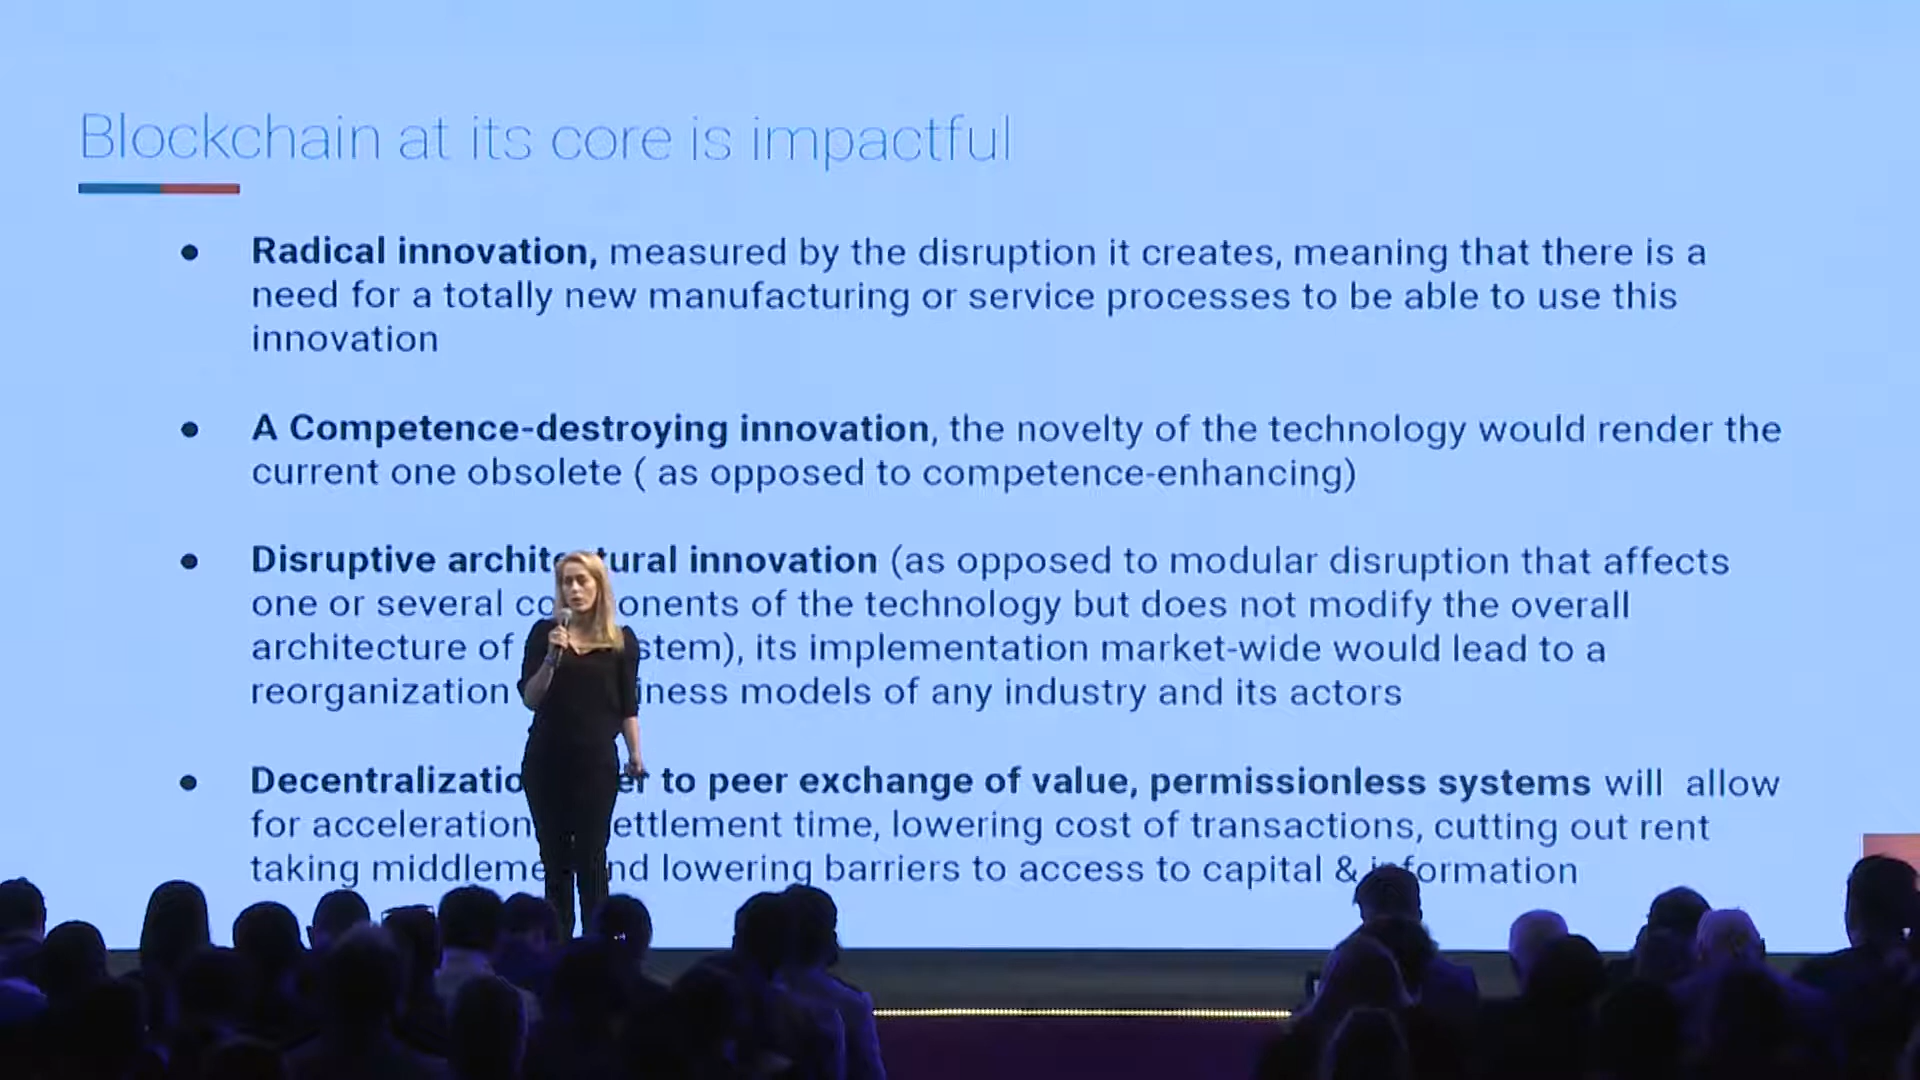 Blockchain at its core is impactful
● Radical innovation, measured by the disruption it creates, meaning that there is a
need for a totally new manufacturing or service processes to be able to use this
innovation
● A Competence-destroying innovation, the novelty of the technology would render the
current one obsolete ( as opposed to competence-enhancing)
● Disruptive architectural innovation (as opposed to modular disruption that affects
one or several components of the technology but does not modify the overall
architecture of system), its implementation market-wide would lead to a
reorganization business models of any industry and its actors
● Decentralization to peer exchange of value, permissionless systems will allow
for acceleration settlement time, lowering cost of transactions, cutting out rent
taking middlemen and lowering barriers to access to capital & information